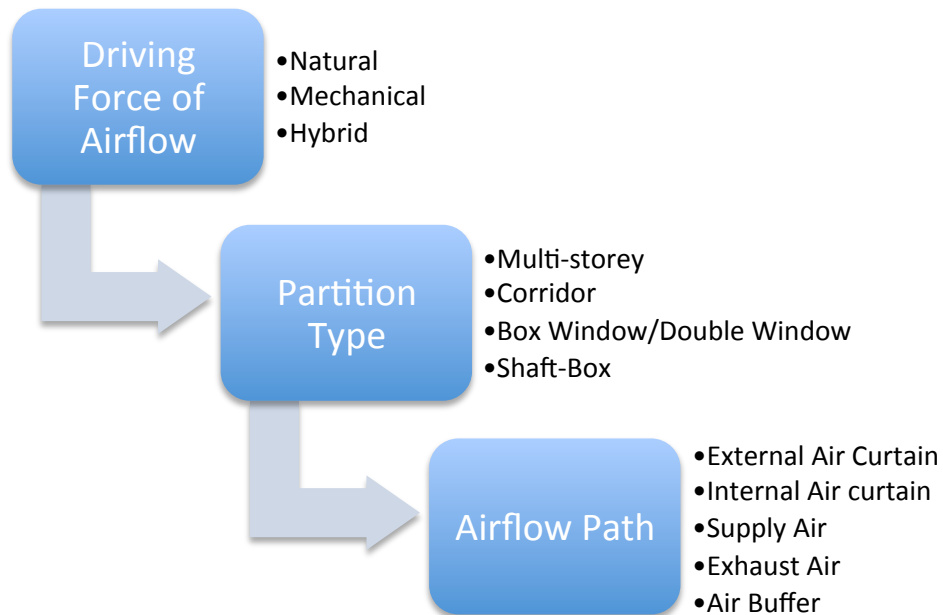 Driving
Force of
Airflow
•Natural
•Mechanical
•Hybrid
Partition
Type
•Multi-storey
•Corridor
•Box Window/Double Window
•Shaft-Box
Airflow Path
•External Air Curtain
•Internal Air curtain
•Supply Air
•Exhaust Air
•Air Buffer